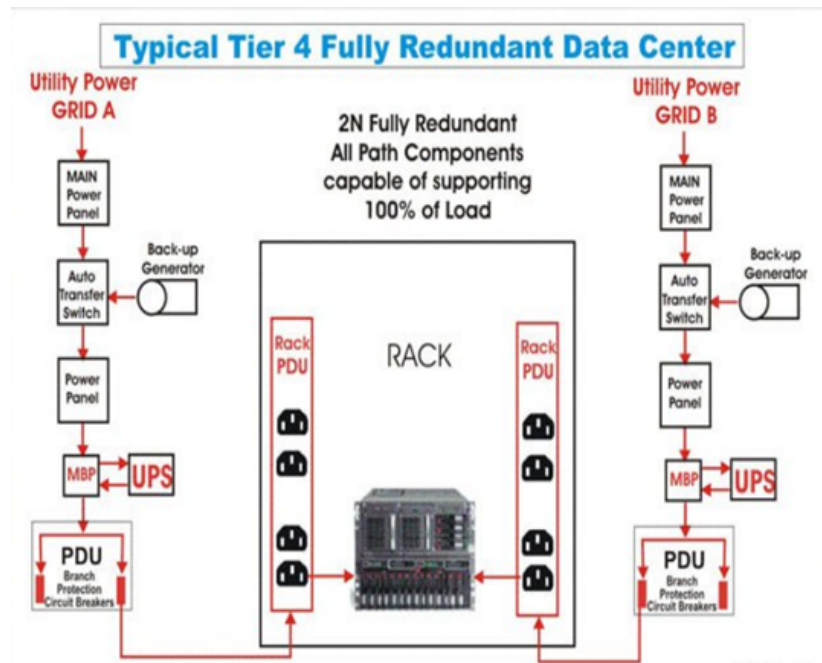 Typical Tier 4 Fully Redundant Data Center
Utility Power
GRID A
MAIN
Power
Panel
Auto
Transfer
Switch
Back-up
Generator
Power
Panel
MBP
UPS
PDU
Branch
Protection
Circuit Breakers
2N Fully Redundant
All Path Components
capable of supporting
100% of Load
Rack
PDU
RACK
Rack
PDU
Utility Power
GRID B
MAIN
Power
Panel
Auto
Transfer
Switch
Back-up
Generator
Power
Panel
MBP
UPS
PDU
Branch
Protection
Circuit Breakers